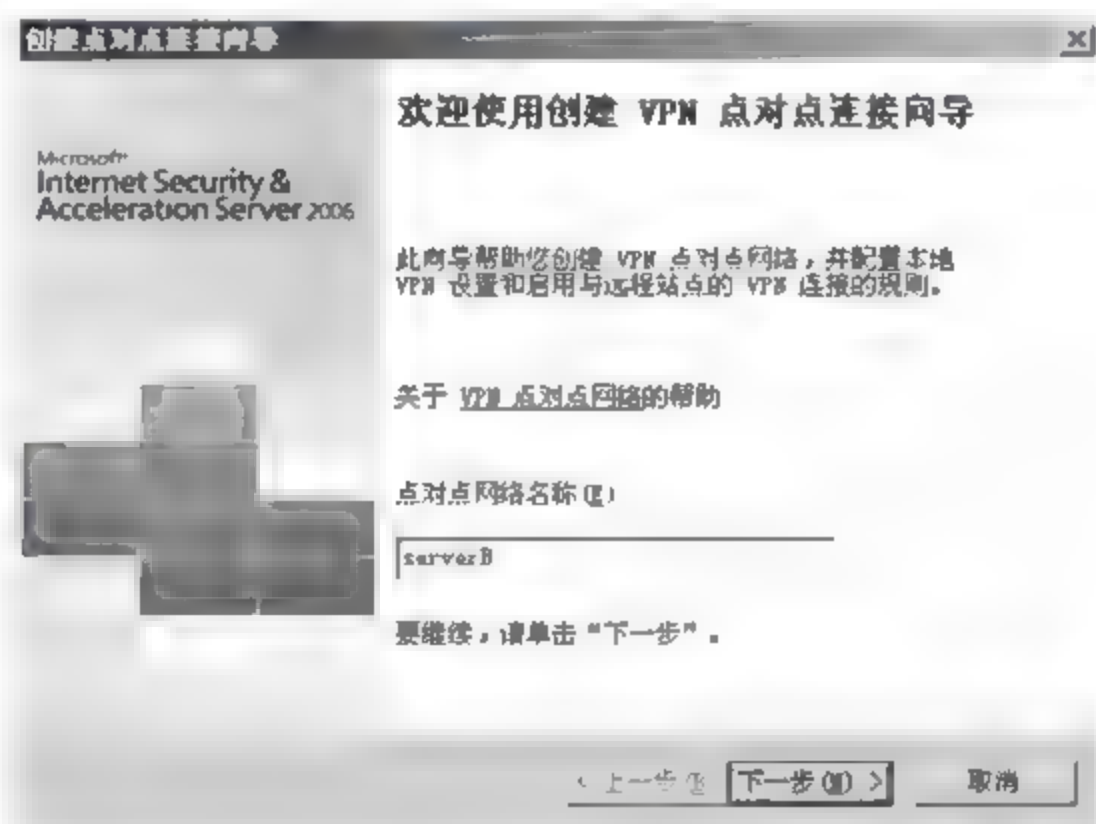 创建点对点连接向导
欢迎使用创建 VPN 点对点连接向导
Microsoft
Internet Security &
Acceleration Server 2006
此向导帮助您创建 VPN 点对点网络，并配置本地
VPN 设置和启用与远程站点的 VPN 连接的规则。
关于 VPN 点对点网络的帮助
点对点网络名称(E)
serverB
要继续，请单击“下一步”。
< 上一步(B 下一步(N) > 取消